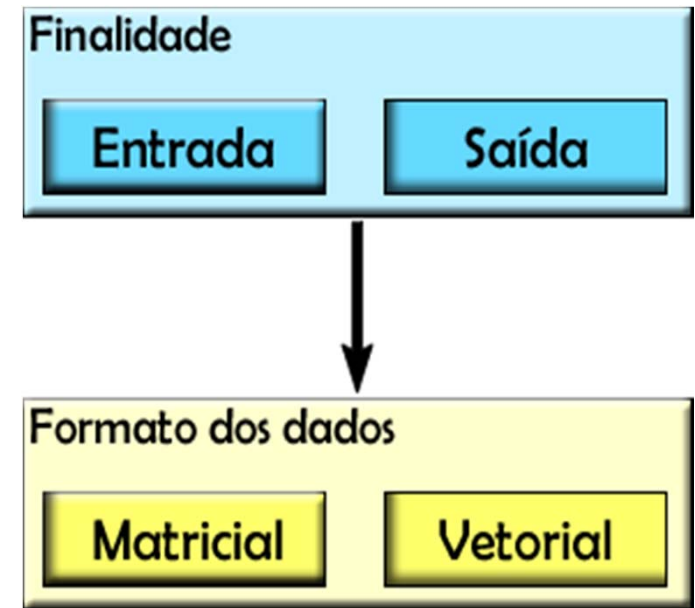 Finalidade
Entrada Saída
Formato dos dados
Matricial Vetorial